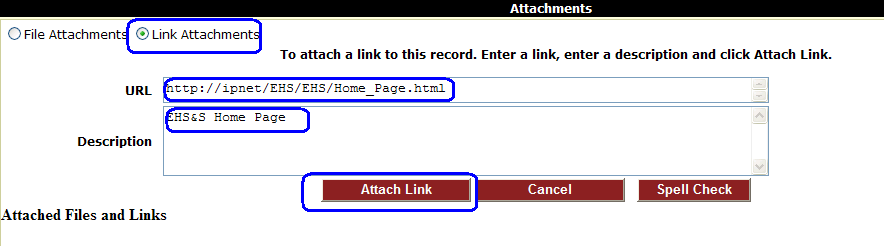 Attachments
File Attachments Link Attachments
To attach a link to this record. Enter a link, enter a description and click Attach Link.
URL http://ipnet/EHS/EHS/Home_Page.html
EHS&S Home Page
Description
Attach Link Cancel Spell Check
Attached Files and Links